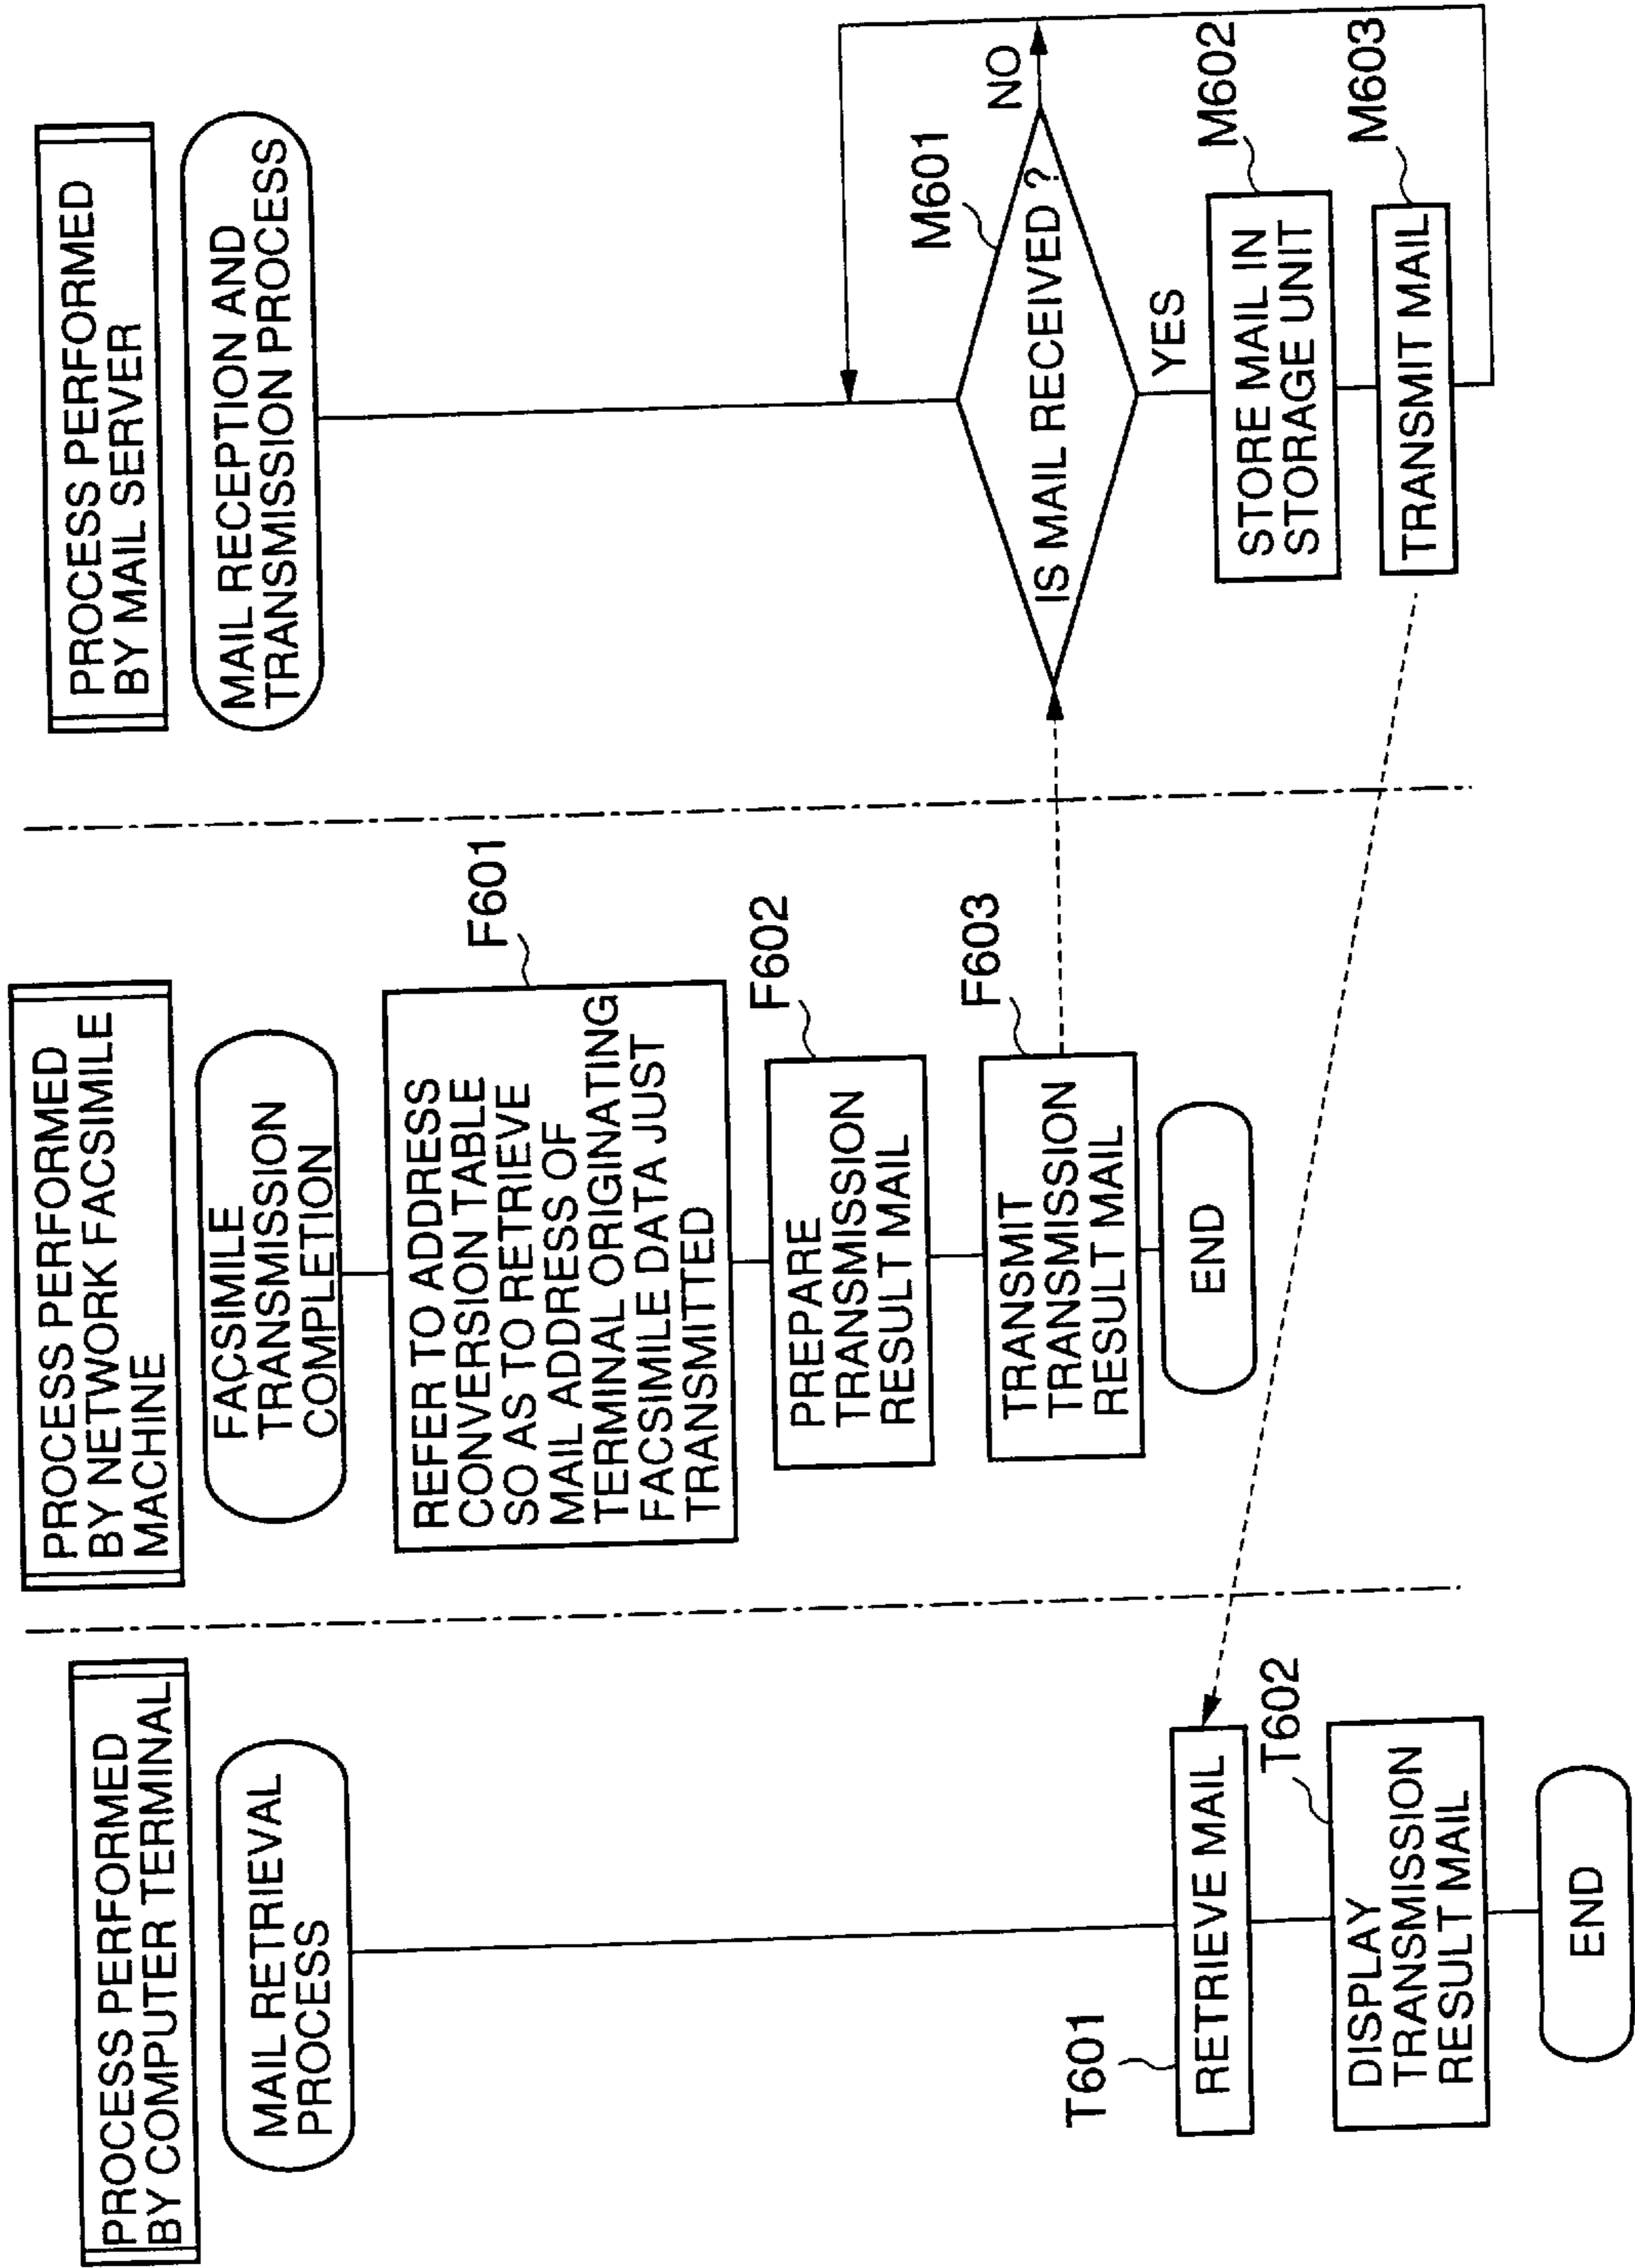 PROCESS PERFORMED
BY COMPUTER TERMINAL
MAIL RETRIEVAL
PROCESS
T601
RETRIEVE MAIL
T602
DISPLAY
TRANSMISSION
RESULT MAIL
END
PROCESS PERFORMED
BY NETWORK FACSIMILE
MACHINE
FACSIMILE
TRANSMISSION
COMPLETION
F601
REFER TO ADDRESS
CONVERSION TABLE
SO AS TO RETRIEVE
MAIL ADDRESS OF
TERMINAL ORIGINATING
FACSIMILE DATA JUST
TRANSMITTED
F602
PREPARE
TRANSMISSION
RESULT MAIL
F603
TRANSMIT
TRANSMISSION
RESULT MAIL
END
PROCESS PERFORMED
BY MAIL SERVER
MAIL RECEPTION AND
TRANSMISSION PROCESS
M601
IS MAIL RECEIVED ?
NO
YES
M602
STORE MAIL IN
STORAGE UNIT
M603
TRANSMIT MAIL